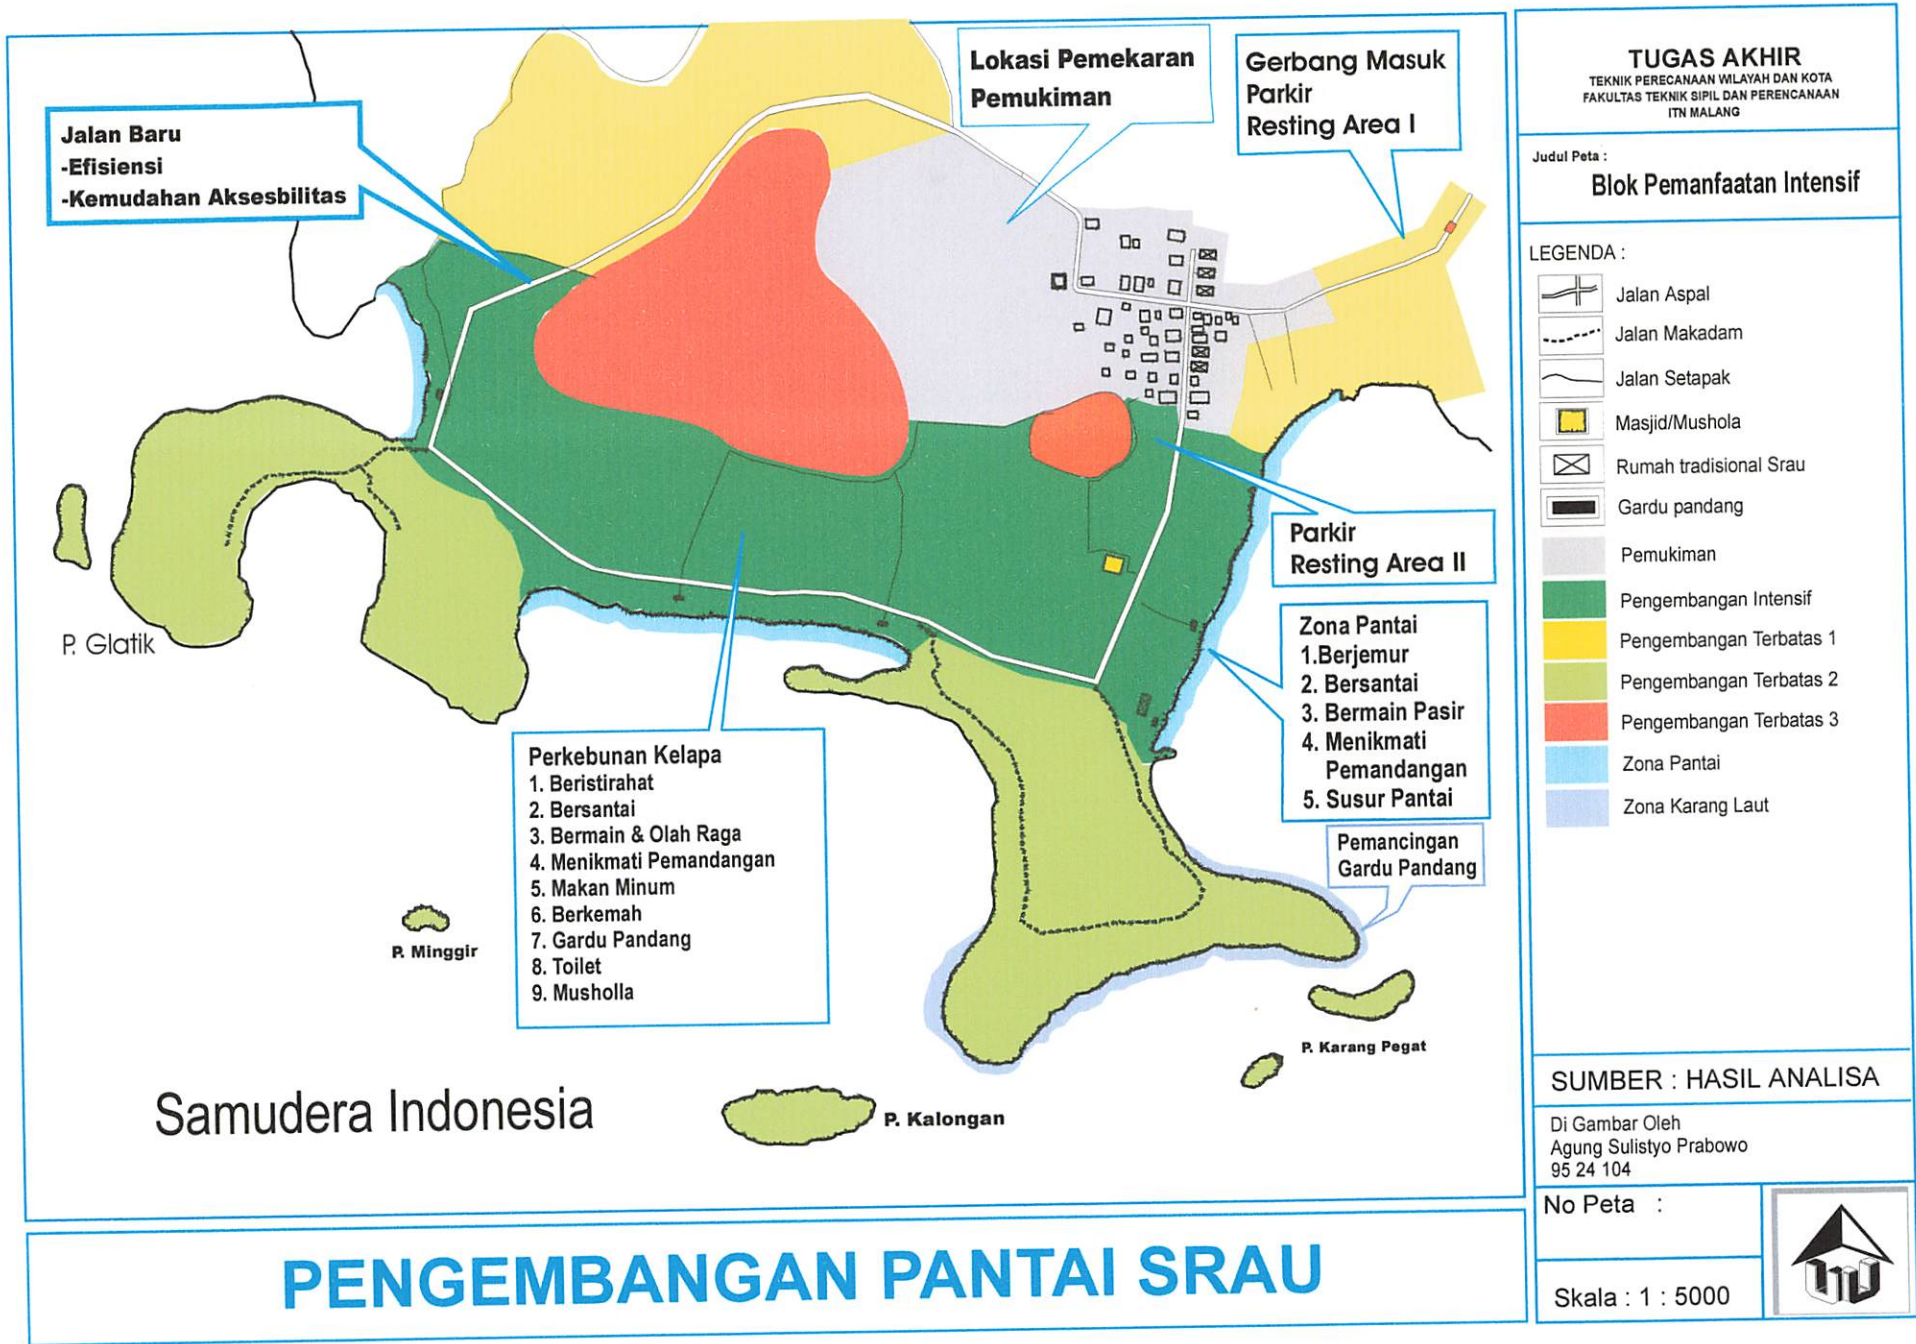 Jalan Baru
-Efisiensi
-Kemudahan Aksesbilitas
Lokasi Pemekaran
Pemukiman
Gerbang Masuk
Parkir
Resting Area I
Parkir
Resting Area II
Zona Pantai
1.Berjemur
2. Bersantai
3. Bermain Pasir
4. Menikmati
Pemandangan
5. Susur Pantai
Pemancingan
Gardu Pandang
Perkebunan Kelapa
1. Beristirahat
2. Bersantai
3. Bermain & Olah Raga
4. Menikmati Pemandangan
5. Makan Minum
6. Berkemah
7. Gardu Pandang
8. Toilet
9. Musholla
P. Glatik
P. Minggir
P. Kalongan
P. Karang Pegat
Samudera Indonesia
PENGEMBANGAN PANTAI SRAU
TUGAS AKHIR
TEKNIK PERECANAAN WILAYAH DAN KOTA
FAKULTAS TEKNIK SIPIL DAN PERENCANAAN
ITN MALANG
Judul Peta :
Blok Pemanfaatan Intensif
LEGENDA :
Jalan Aspal
Jalan Makadam
Jalan Setapak
Masjid/Mushola
Rumah tradisional Srau
Gardu pandang
Pemukiman
Pengembangan Intensif
Pengembangan Terbatas 1
Pengembangan Terbatas 2
Pengembangan Terbatas 3
Zona Pantai
Zona Karang Laut
SUMBER : HASIL ANALISA
Di Gambar Oleh
Agung Sulistyo Prabowo
95 24 104
No Peta :
Skala : 1 : 5000